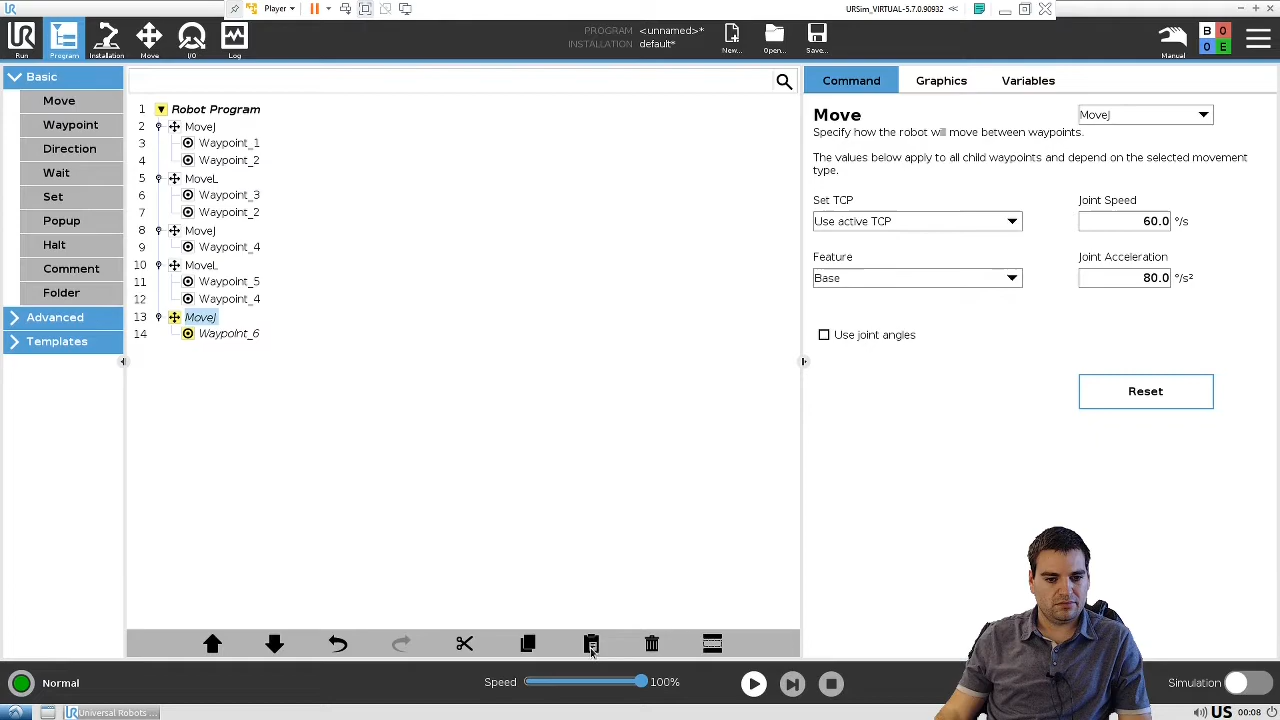 Player
URSim_VIRTUAL-5.7.0.90932
UR
Run
Program
Installation
Move
I/O
Log
PROGRAM <unnamed>*
INSTALLATION default*
New...
Open...
Save...
Manual
B 0
0 E
Basic
Move
Waypoint
Direction
Wait
Set
Popup
Halt
Comment
Folder
Advanced
Templates
1 Robot Program
2 MoveJ
3 Waypoint_1
4 Waypoint_2
5 MoveL
6 Waypoint_3
7 Waypoint_2
8 MoveJ
9 Waypoint_4
10 MoveL
11 Waypoint_5
12 Waypoint_4
13 MoveJ
14 Waypoint_6
Command
Graphics
Variables
Move
MoveJ
Specify how the robot will move between waypoints.
The values below apply to all child waypoints and depend on the selected movement
type.
Set TCP
Use active TCP
Joint Speed
60.0 °/s
Feature
Base
Joint Acceleration
80.0 °/s²
Use joint angles
Reset
Normal
Speed
100%
Simulation
Universal Robots ...
US
00:08